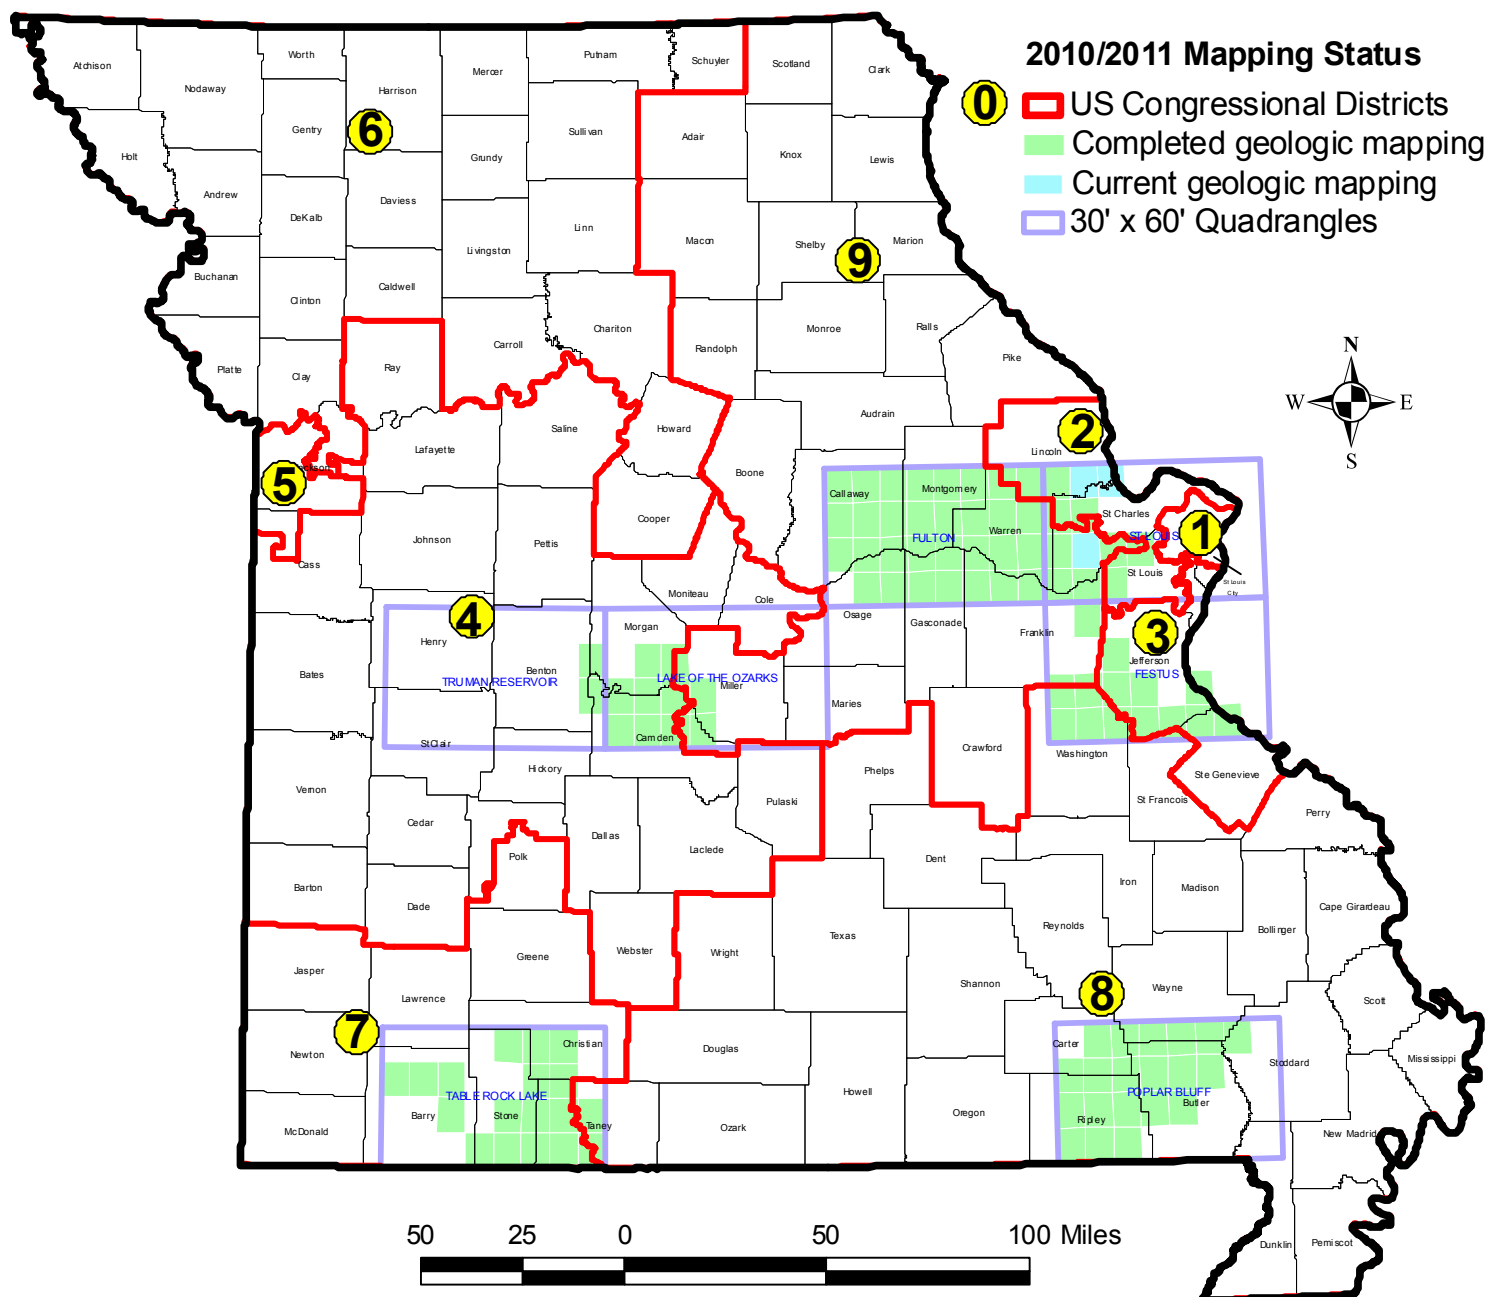 2010/2011 Mapping Status
0
US Congressional Districts
Completed geologic mapping
Current geologic mapping
30' x 60' Quadrangles
N
W
E
S
Atchison
Nodaway
Worth
Harrison
Mercer
Putnam
Schuyler
Scotland
Clark
Gentry
6
Sullivan
Adair
Knox
Lewis
Holt
Grundy
Andrew
DeKalb
Daviess
Linn
Macon
Shelby
Marion
9
Livingston
Buchanan
Clinton
Caldwell
Chariton
Monroe
Ralls
Randolph
Pike
Platte
Clay
Ray
Carroll
Audrain
Howard
Saline
2
Lincoln
Lafayette
Boone
5
Callaway
Montgomery
St Charles
Cooper
Warren
1
FULTON
ST LOUIS
Johnson
Pettis
Cass
St Louis
St Louis
City
Moniteau
Cole
4
Osage
Gasconade
Franklin
3
Henry
Morgan
Jefferson
FESTUS
Bates
Benton
TRUMAN RESERVOIR
LAKE OF THE OZARKS
Miller
Maries
StClair
Camden
Crawford
Washington
Hickory
Phelps
Ste Genevieve
Vernon
Pulaski
St Francois
Perry
Cedar
Dallas
Laclede
Polk
Dent
Barton
Iron
Madison
Dade
Cape Girardeau
Reynolds
Bollinger
Texas
Greene
Webster
Wright
Jasper
Shannon
8
Wayne
Lawrence
Scott
7
Newton
Christian
Douglas
Carter
Stoddard
Mississippi
TABLE ROCK LAKE
POPLAR BLUFF
Howell
Butler
Barry
Stone
Taney
Ozark
Oregon
Ripley
McDonald
New Madrid
Dunklin
Pemiscot
50
25
0
50
100 Miles